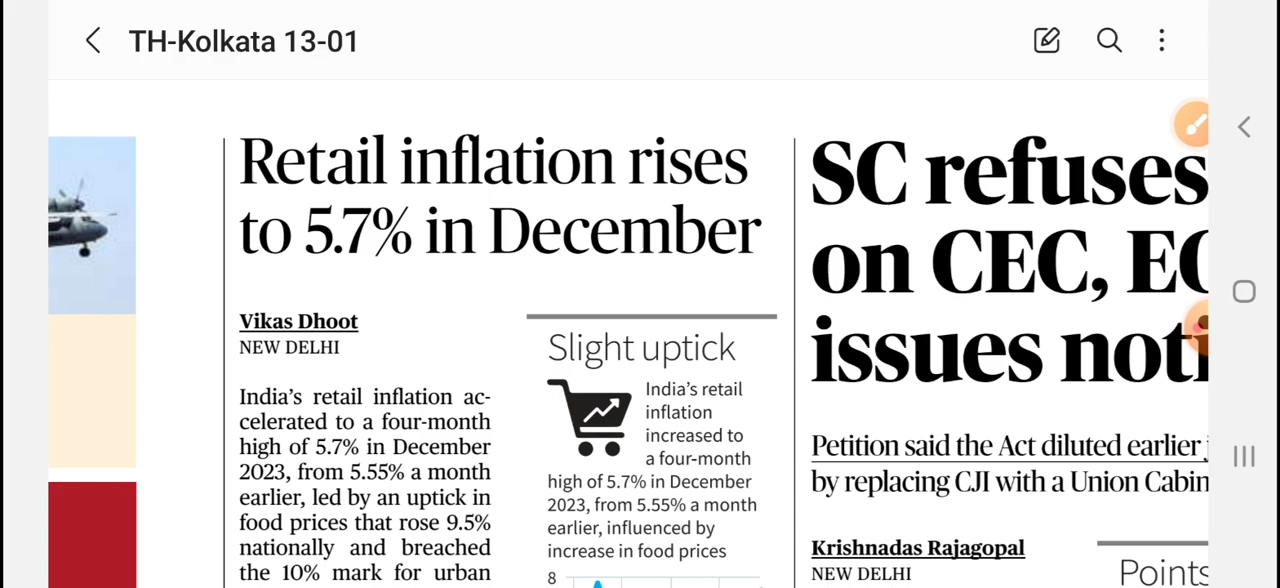 TH-Kolkata 13-01
Retail inflation rises
to 5.7% in December
Vikas Dhoot
NEW DELHI
India's retail inflation ac-
celerated to a four-month
high of 5.7% in December
2023, from 5.55% a month
earlier, led by an uptick in
food prices that rose 9.5%
nationally and breached
the 10% mark for urban
Slight uptick
India's retail
inflation
increased to
a four-month
high of 5.7% in December
2023, from 5.55% a month
earlier, influenced by
increase in food prices
8
SC refuses
on CEC,
issues
Petition said the Act diluted earlier
by replacing CJI with a Union
Krishnadas Rajagopal
NEW DELHI
Points